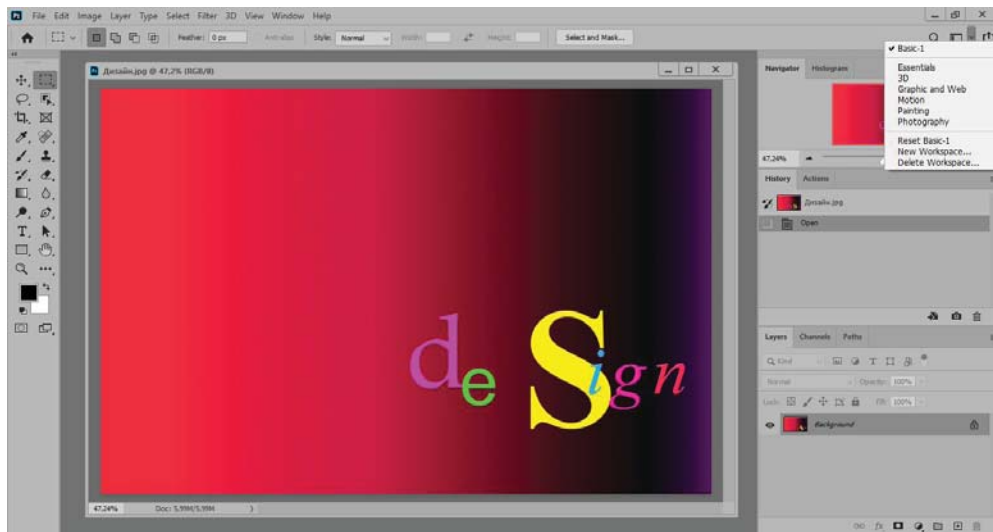 Ps File Edit Image Layer Type Select Filter 3D View Window Help
Feather: 0 px Anti-alias Style: Normal Width: Height: Select and Mask...
Дизайн.jpg @ 47,2% (RGB/8)
deSign
47,24% Doc: 5,99M/5,99M
Basic-1
Essentials
3D
Graphic and Web
Motion
Painting
Photography
Reset Basic-1
New Workspace...
Delete Workspace...
Navigator Histogram
47,24%
History Actions
Дизайн.jpg
Open
Layers Channels Paths
Kind
Normal Opacity: 100%
Lock: Fill: 100%
Background
fx